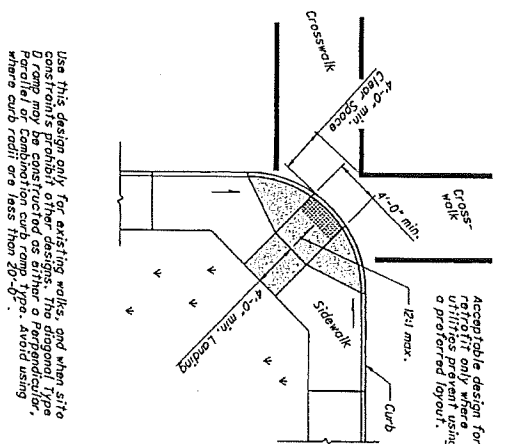 Crosswalk
4'-0" min.
Clear Space
4'-0" min.
Cross-
walk
Acceptable design for
retrofit only where
utilities prevent using
a preferred layout.
12:1 max.
Curb
Sidewalk
4'-0" min. Landing
Use this design only for existing walks, and when site
constraints prohibit other designs. The diagonal Type
D ramp may be constructed as either a Perpendicular,
Parallel or Combination curb ramp type. Avoid using
where curb radii are less than 20'-0".